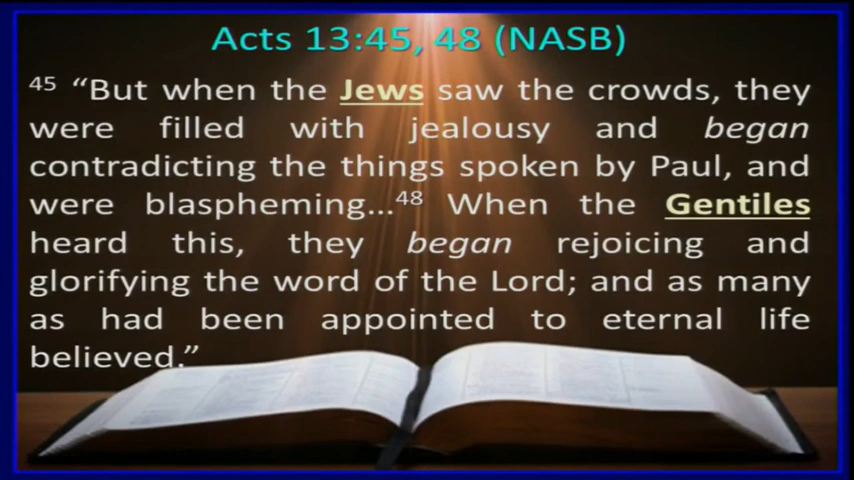 Acts 13:45, 48 (NASB)
45 “But when the Jews saw the crowds, they
were filled with jealousy and began
contradicting the things spoken by Paul, and
were blaspheming…48 When the Gentiles
heard this, they began rejoicing and
glorifying the word of the Lord; and as many
as had been appointed to eternal life
believed.”